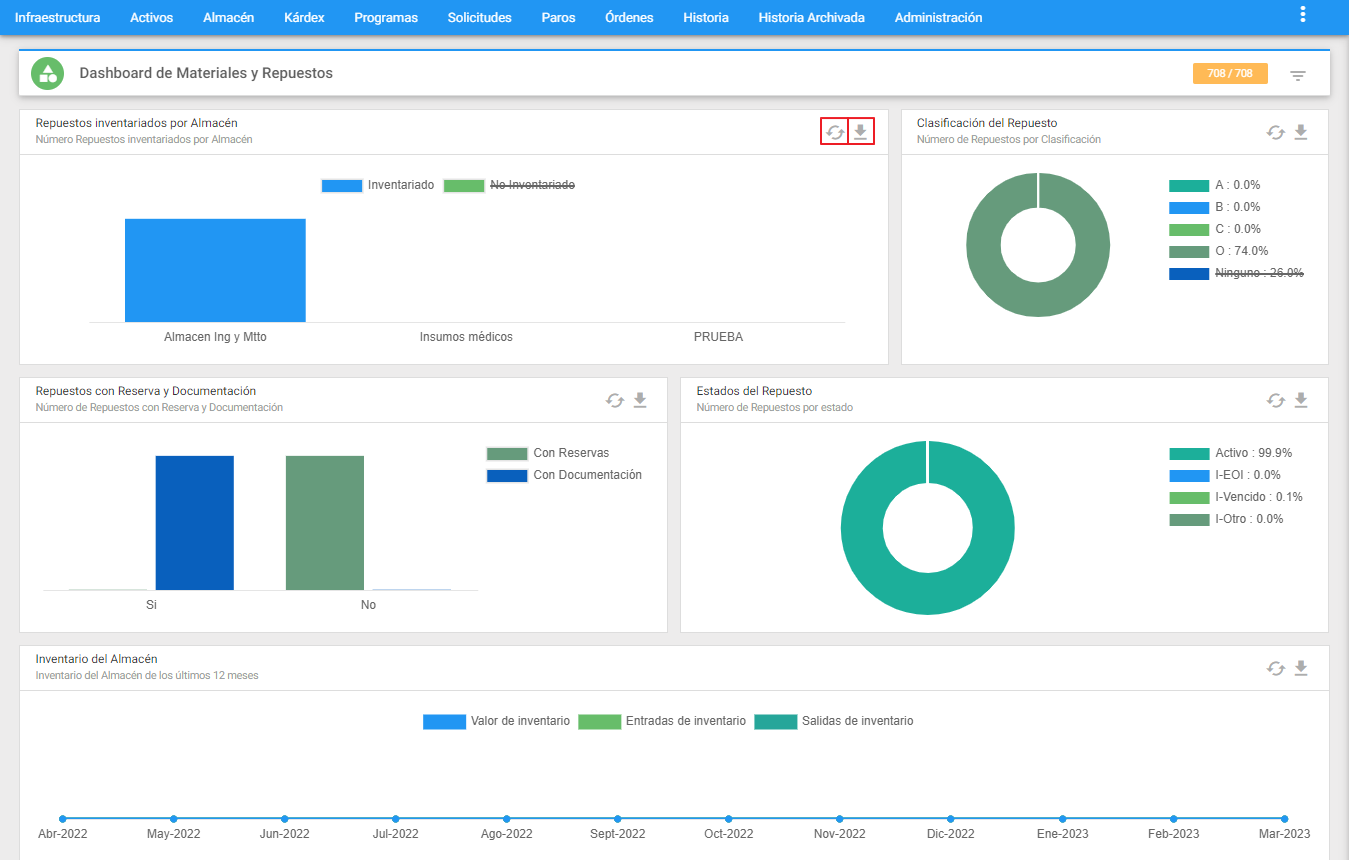 Infraestructura Activos Almacén Kárdex Programas Solicitudes Paros Órdenes Historia Historia Archivada Administración
Dashboard de Materiales y Repuestos
708 / 708
Repuestos inventariados por Almacén
Número Repuestos inventariados por Almacén
Inventariado No Inventariado
Almacen Ing y Mtto Insumos médicos PRUEBA
Clasificación del Repuesto
Número de Repuestos por Clasificación
A : 0.0%
B : 0.0%
C : 0.0%
O : 74.0%
Ninguno : 26.0%
Repuestos con Reserva y Documentación
Número de Repuestos con Reserva y Documentación
Con Reservas
Con Documentación
Si No
Estados del Repuesto
Número de Repuestos por estado
Activo : 99.9%
I-EOI : 0.0%
I-Vencido : 0.1%
I-Otro : 0.0%
Inventario del Almacén
Inventario del Almacén de los últimos 12 meses
Valor de inventario Entradas de inventario Salidas de inventario
Abr-2022 May-2022 Jun-2022 Jul-2022 Ago-2022 Sept-2022 Oct-2022 Nov-2022 Dic-2022 Ene-2023 Feb-2023 Mar-2023